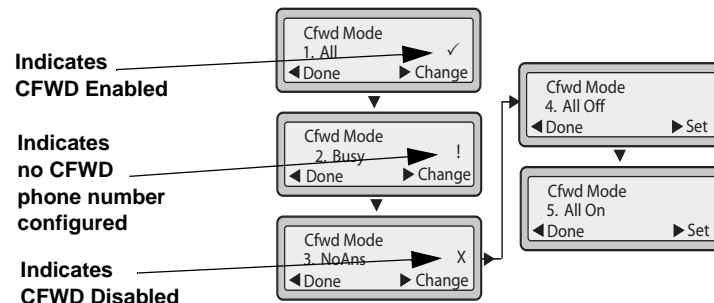 Indicates
CFWD Enabled
Cfwd Mode
1. All ✓
◀Done ▶Change
Indicates
no CFWD
phone number
configured
Cfwd Mode
2. Busy !
◀Done ▶Change
Indicates
CFWD Disabled
Cfwd Mode
3. NoAns X
◀Done ▶Change
Cfwd Mode
4. All Off
◀Done ▶Set
Cfwd Mode
5. All On
◀Done ▶Set